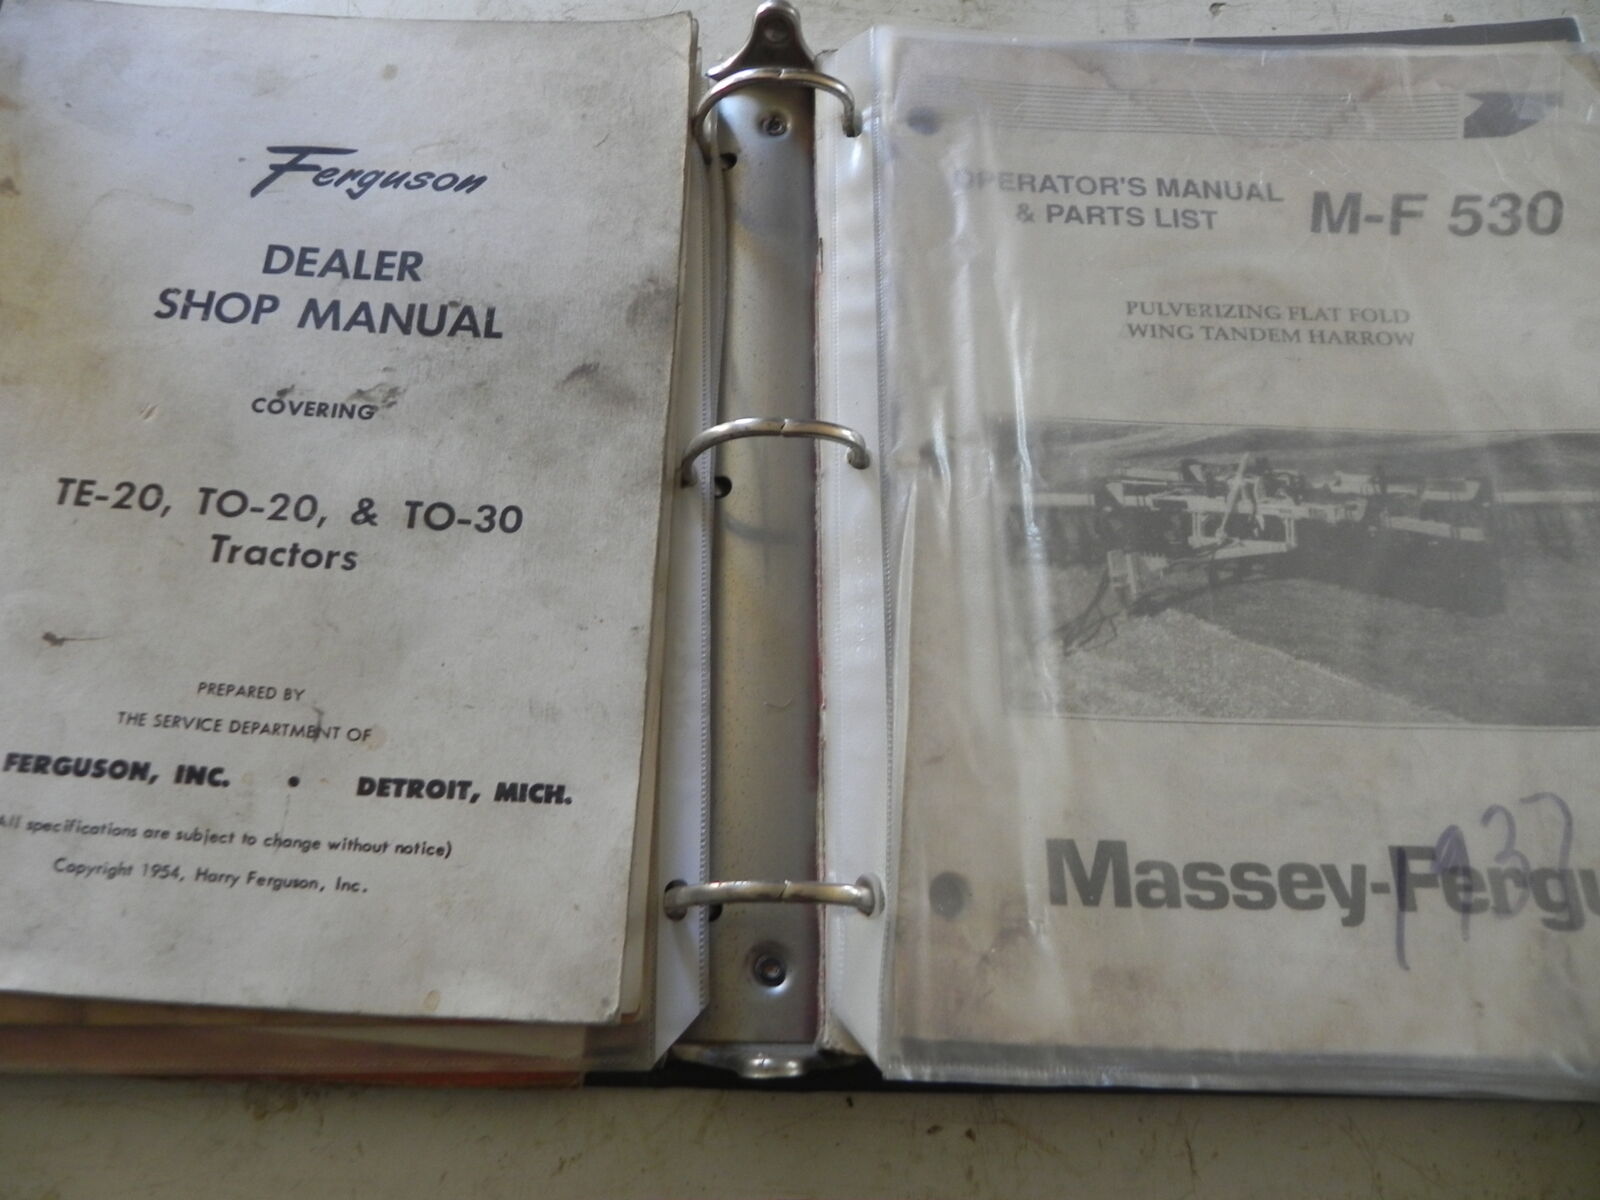 Ferguson
DEALER
SHOP MANUAL
COVERING
TE-20, TO-20, & TO-30
Tractors
PREPARED BY
THE SERVICE DEPARTMENT OF
FERGUSON, INC. • DETROIT, MICH.
All specifications are subject to change without notice)
Copyright 1954, Harry Ferguson, Inc.
OPERATOR'S MANUAL
& PARTS LIST
M-F 530
PULVERIZING FLAT FOLD
WING TANDEM HARROW
Massey-Fergu
1937